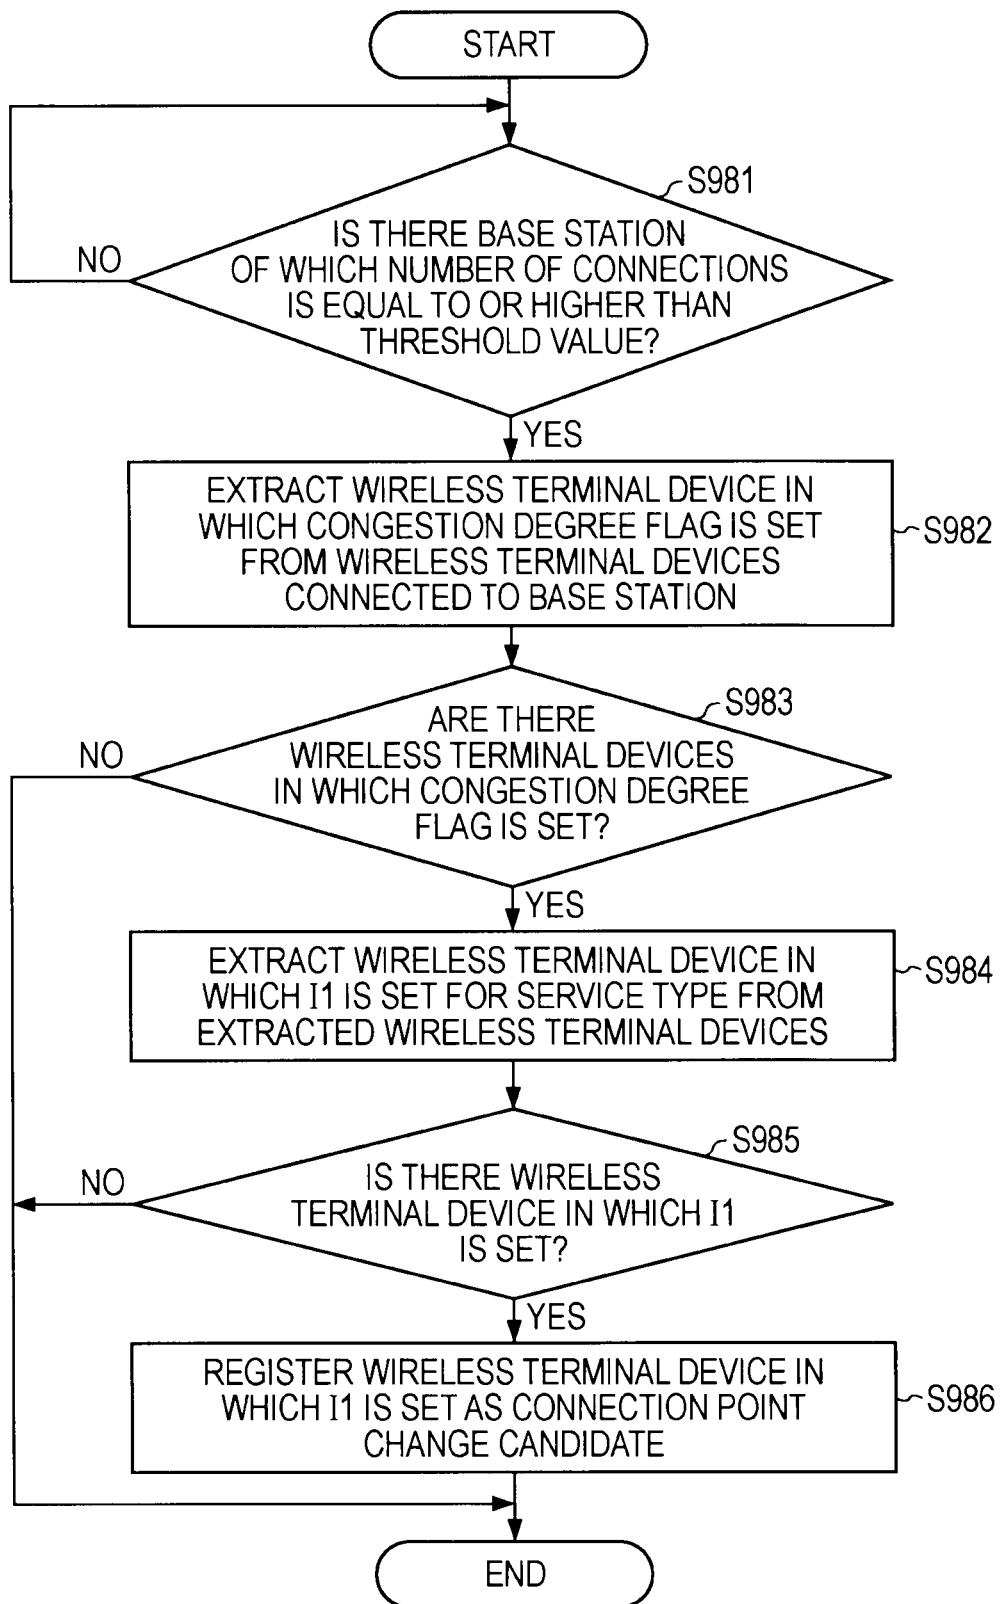 START
S981
IS THERE BASE STATION
OF WHICH NUMBER OF CONNECTIONS
IS EQUAL TO OR HIGHER THAN
THRESHOLD VALUE?
NO
YES
EXTRACT WIRELESS TERMINAL DEVICE IN
WHICH CONGESTION DEGREE FLAG IS SET
FROM WIRELESS TERMINAL DEVICES
CONNECTED TO BASE STATION
S982
S983
ARE THERE
WIRELESS TERMINAL DEVICES
IN WHICH CONGESTION DEGREE
FLAG IS SET?
NO
YES
EXTRACT WIRELESS TERMINAL DEVICE IN
WHICH I1 IS SET FOR SERVICE TYPE FROM
EXTRACTED WIRELESS TERMINAL DEVICES
S984
S985
IS THERE WIRELESS
TERMINAL DEVICE IN WHICH I1
IS SET?
NO
YES
REGISTER WIRELESS TERMINAL DEVICE IN
WHICH I1 IS SET AS CONNECTION POINT
CHANGE CANDIDATE
S986
END